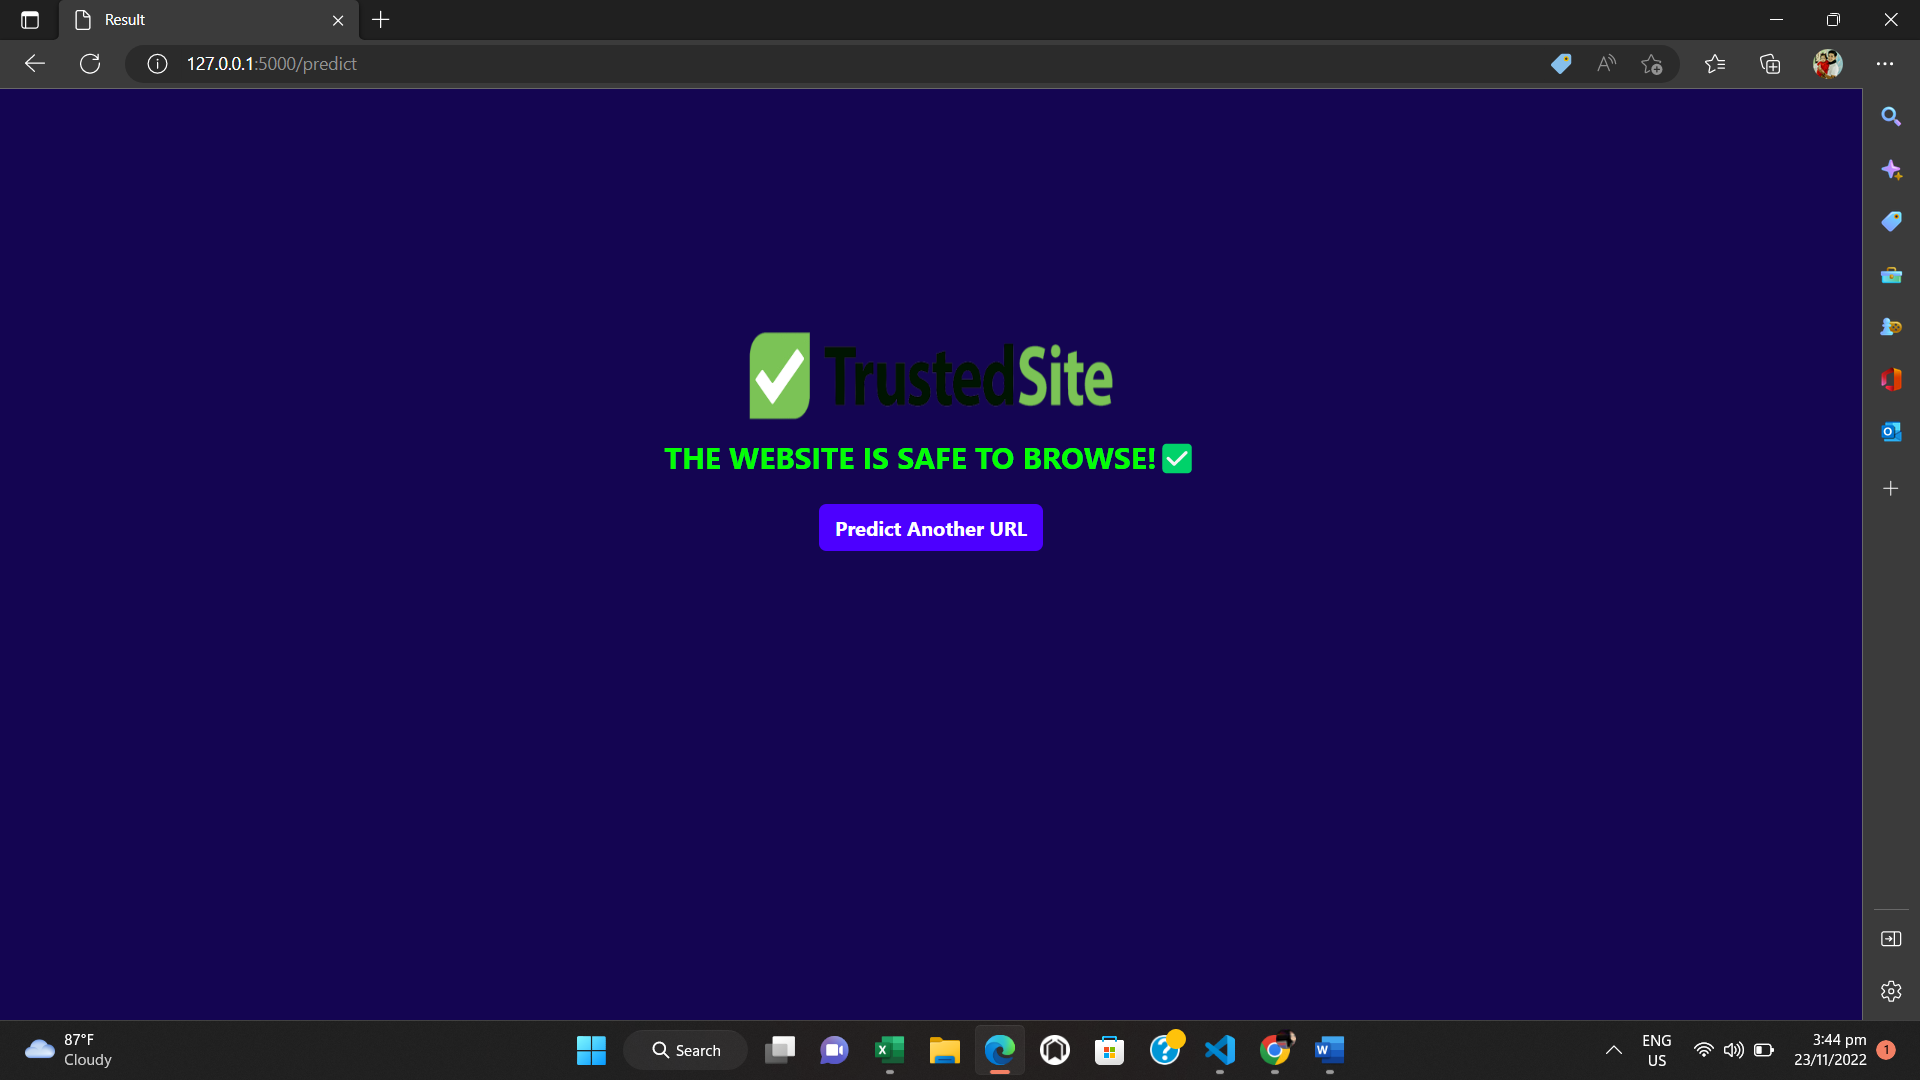 Result
127.0.0.1:5000/predict
TrustedSite
THE WEBSITE IS SAFE TO BROWSE!
Predict Another URL
87°F
Cloudy
Search
ENG
US
3:44 pm
23/11/2022
1